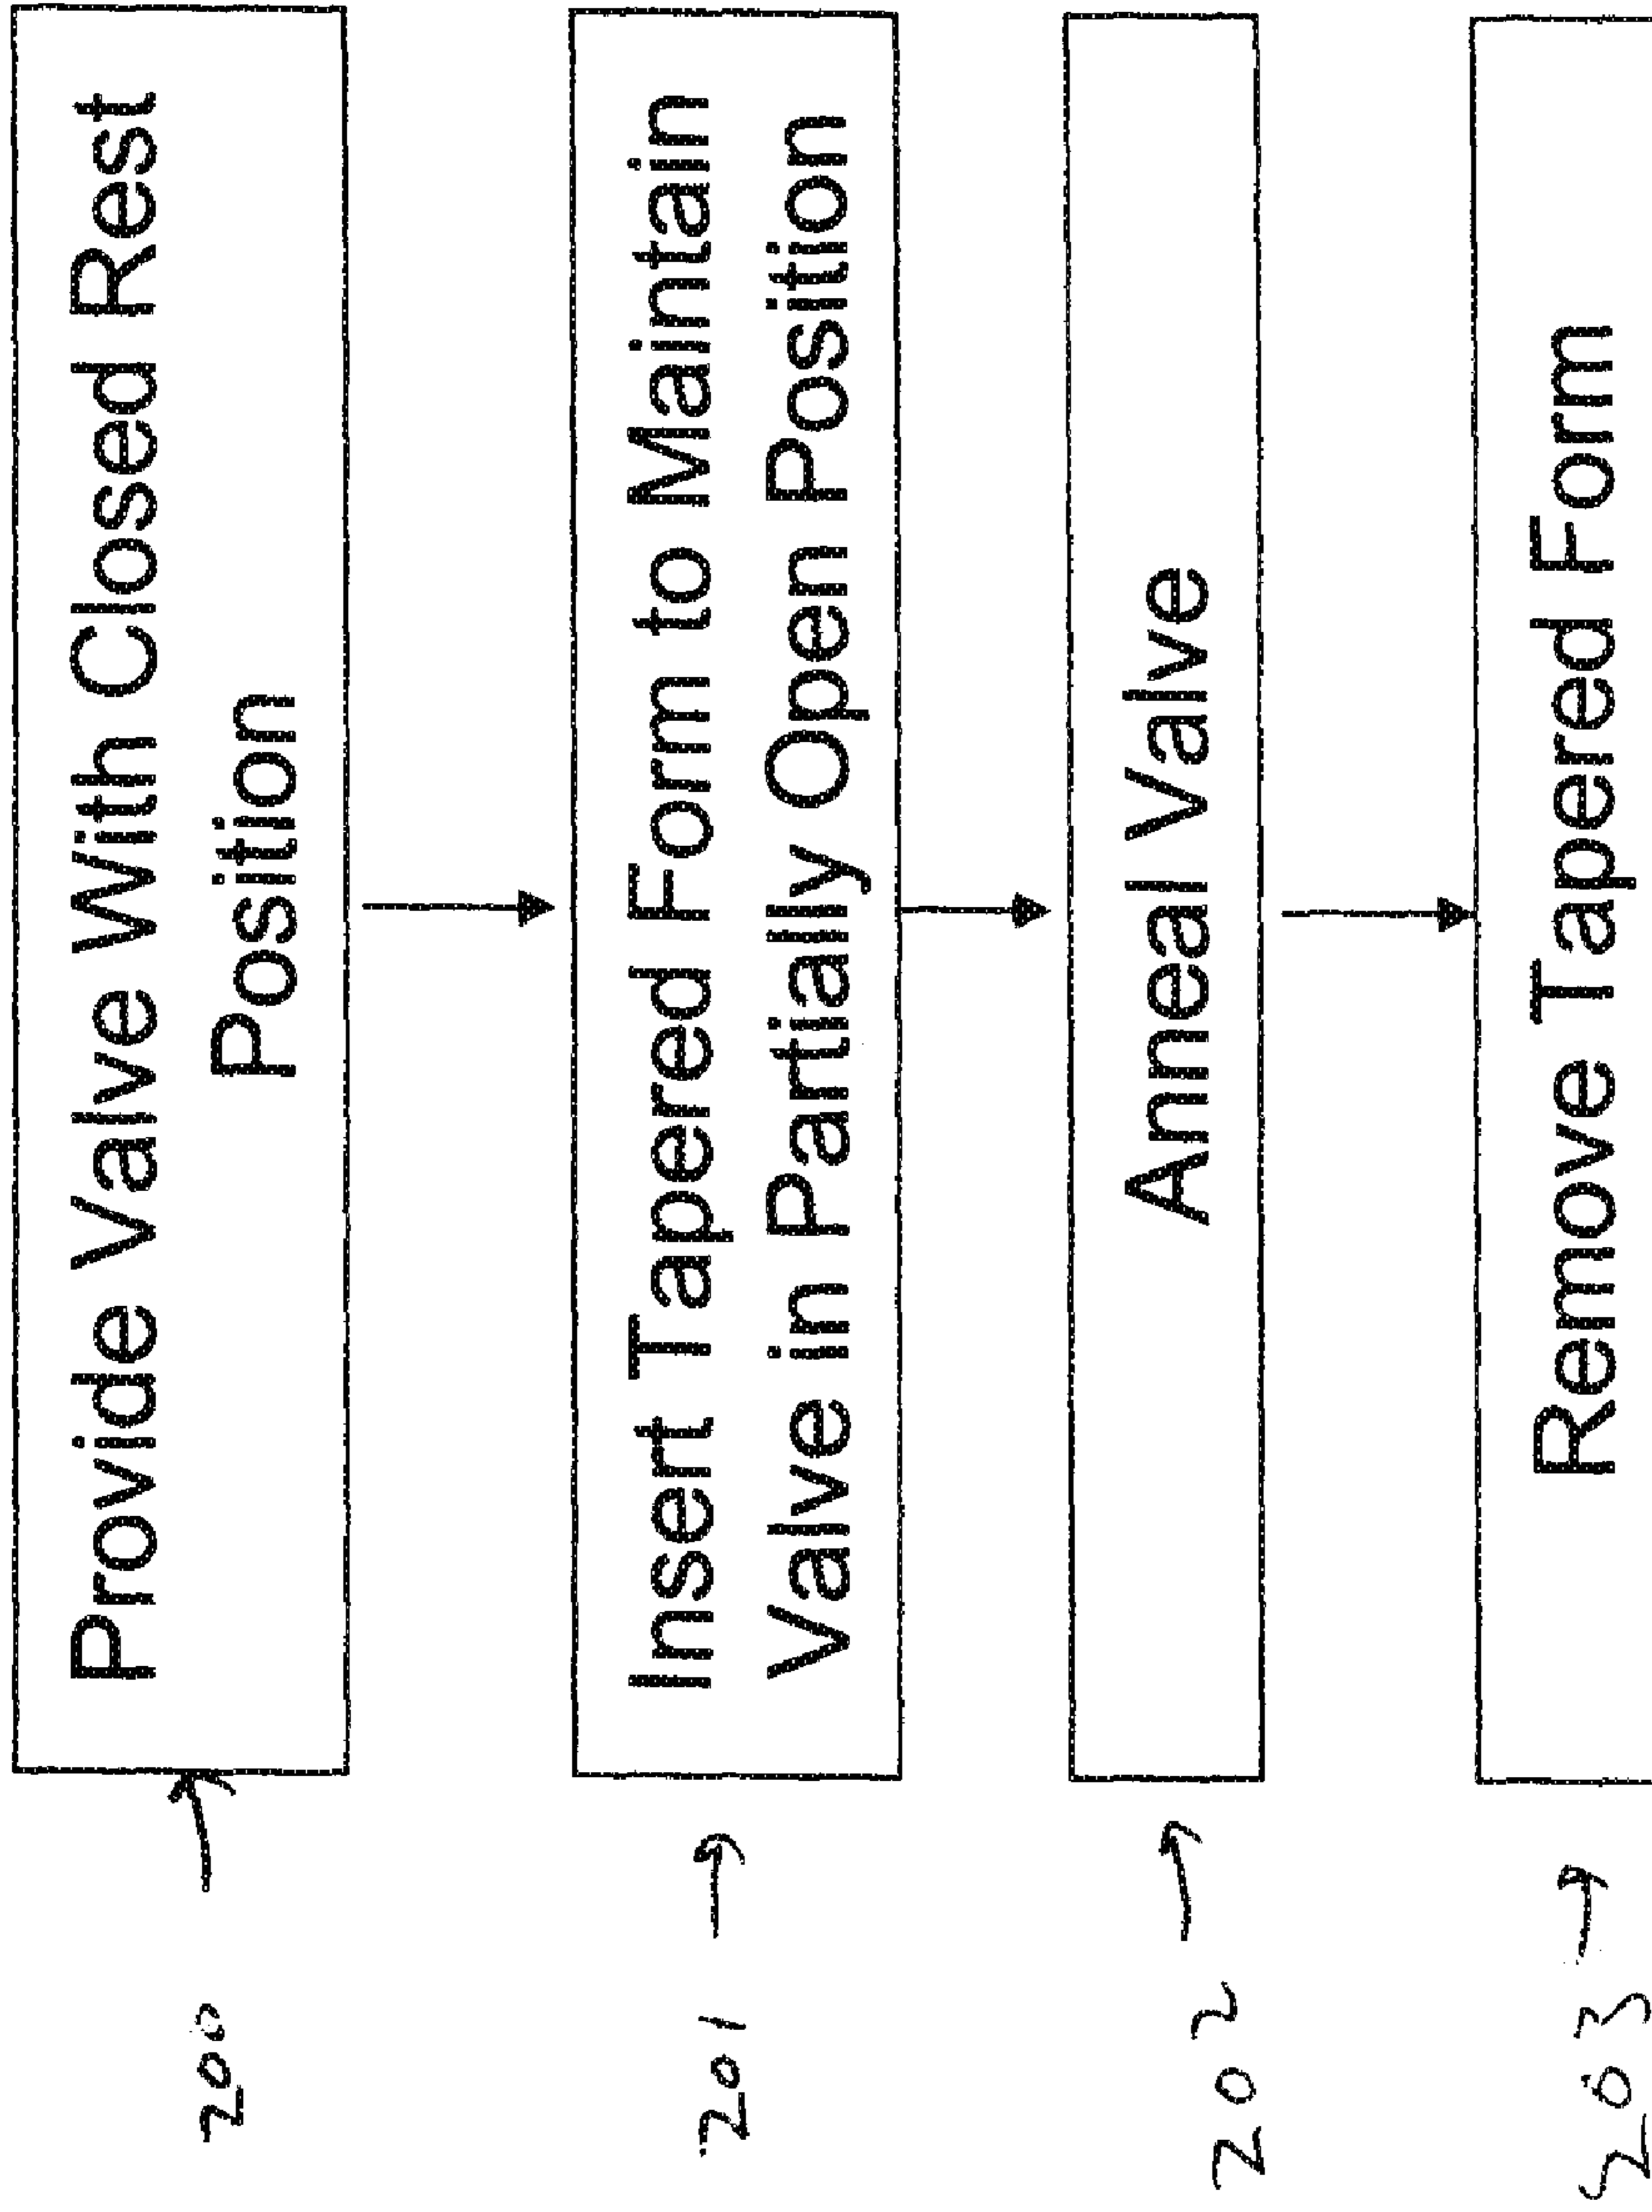 200
Provide Valve With Closed Rest
Position
201
Insert Tapered Form to Maintain
Valve in Partially Open Position
202
Anneal Valve
203
Remove Tapered Form